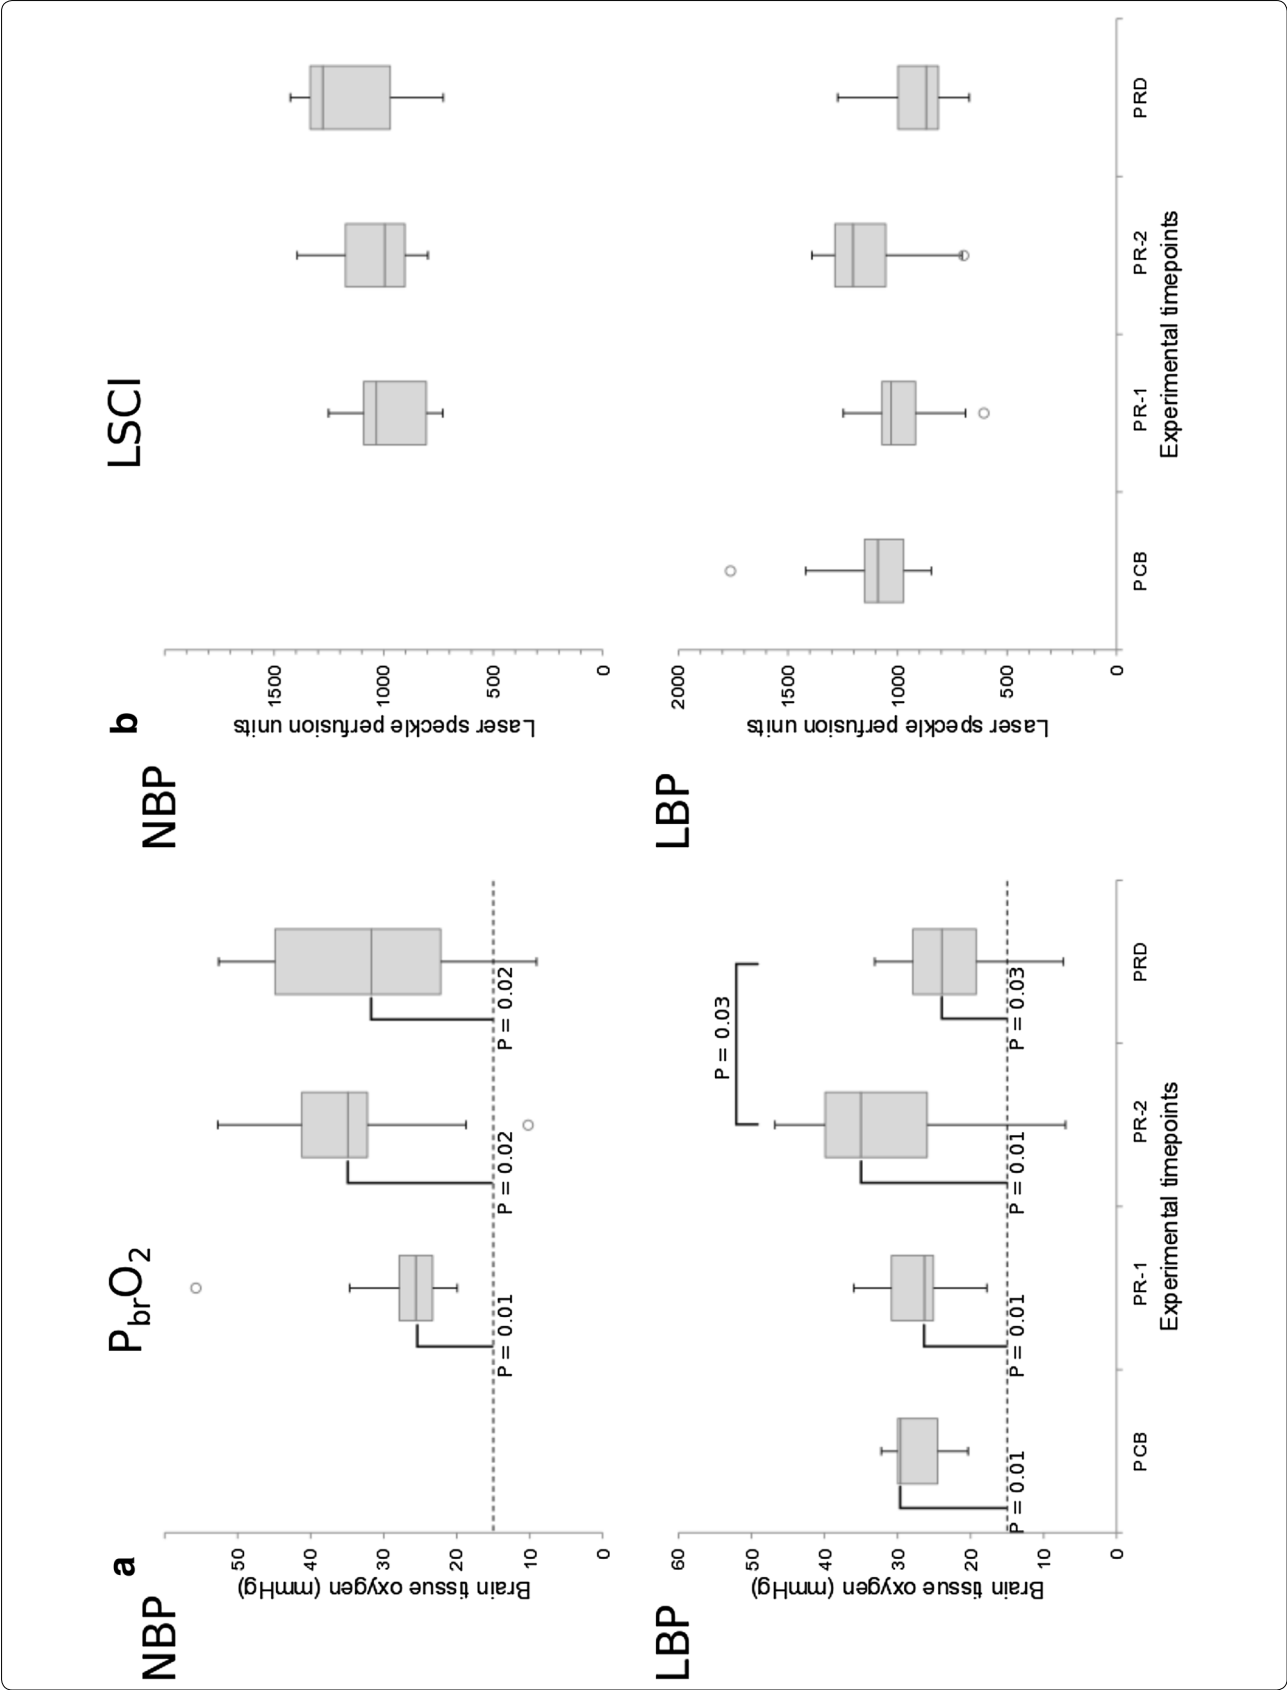 a
PbrO2
NBP
Brain tissue oxygen (mmHg)
50
40
30
20
10
0
P = 0.01
P = 0.02
P = 0.02
LBP
Brain tissue oxygen (mmHg)
60
50
40
30
20
10
0
P = 0.03
P = 0.01
P = 0.01
P = 0.01
P = 0.03
PCB
PR-1
PR-2
PRD
Experimental timepoints
b
LSCI
NBP
Laser speckle perfusion units
1500
1000
500
0
LBP
Laser speckle perfusion units
2000
1500
1000
500
0
PCB
PR-1
PR-2
PRD
Experimental timepoints